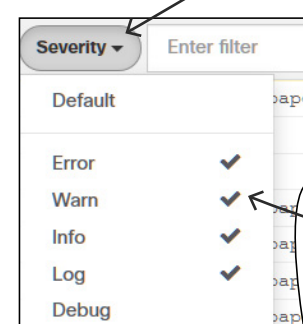 Severity Enter filter
Default
Error
Warn
Info
Log
Debug